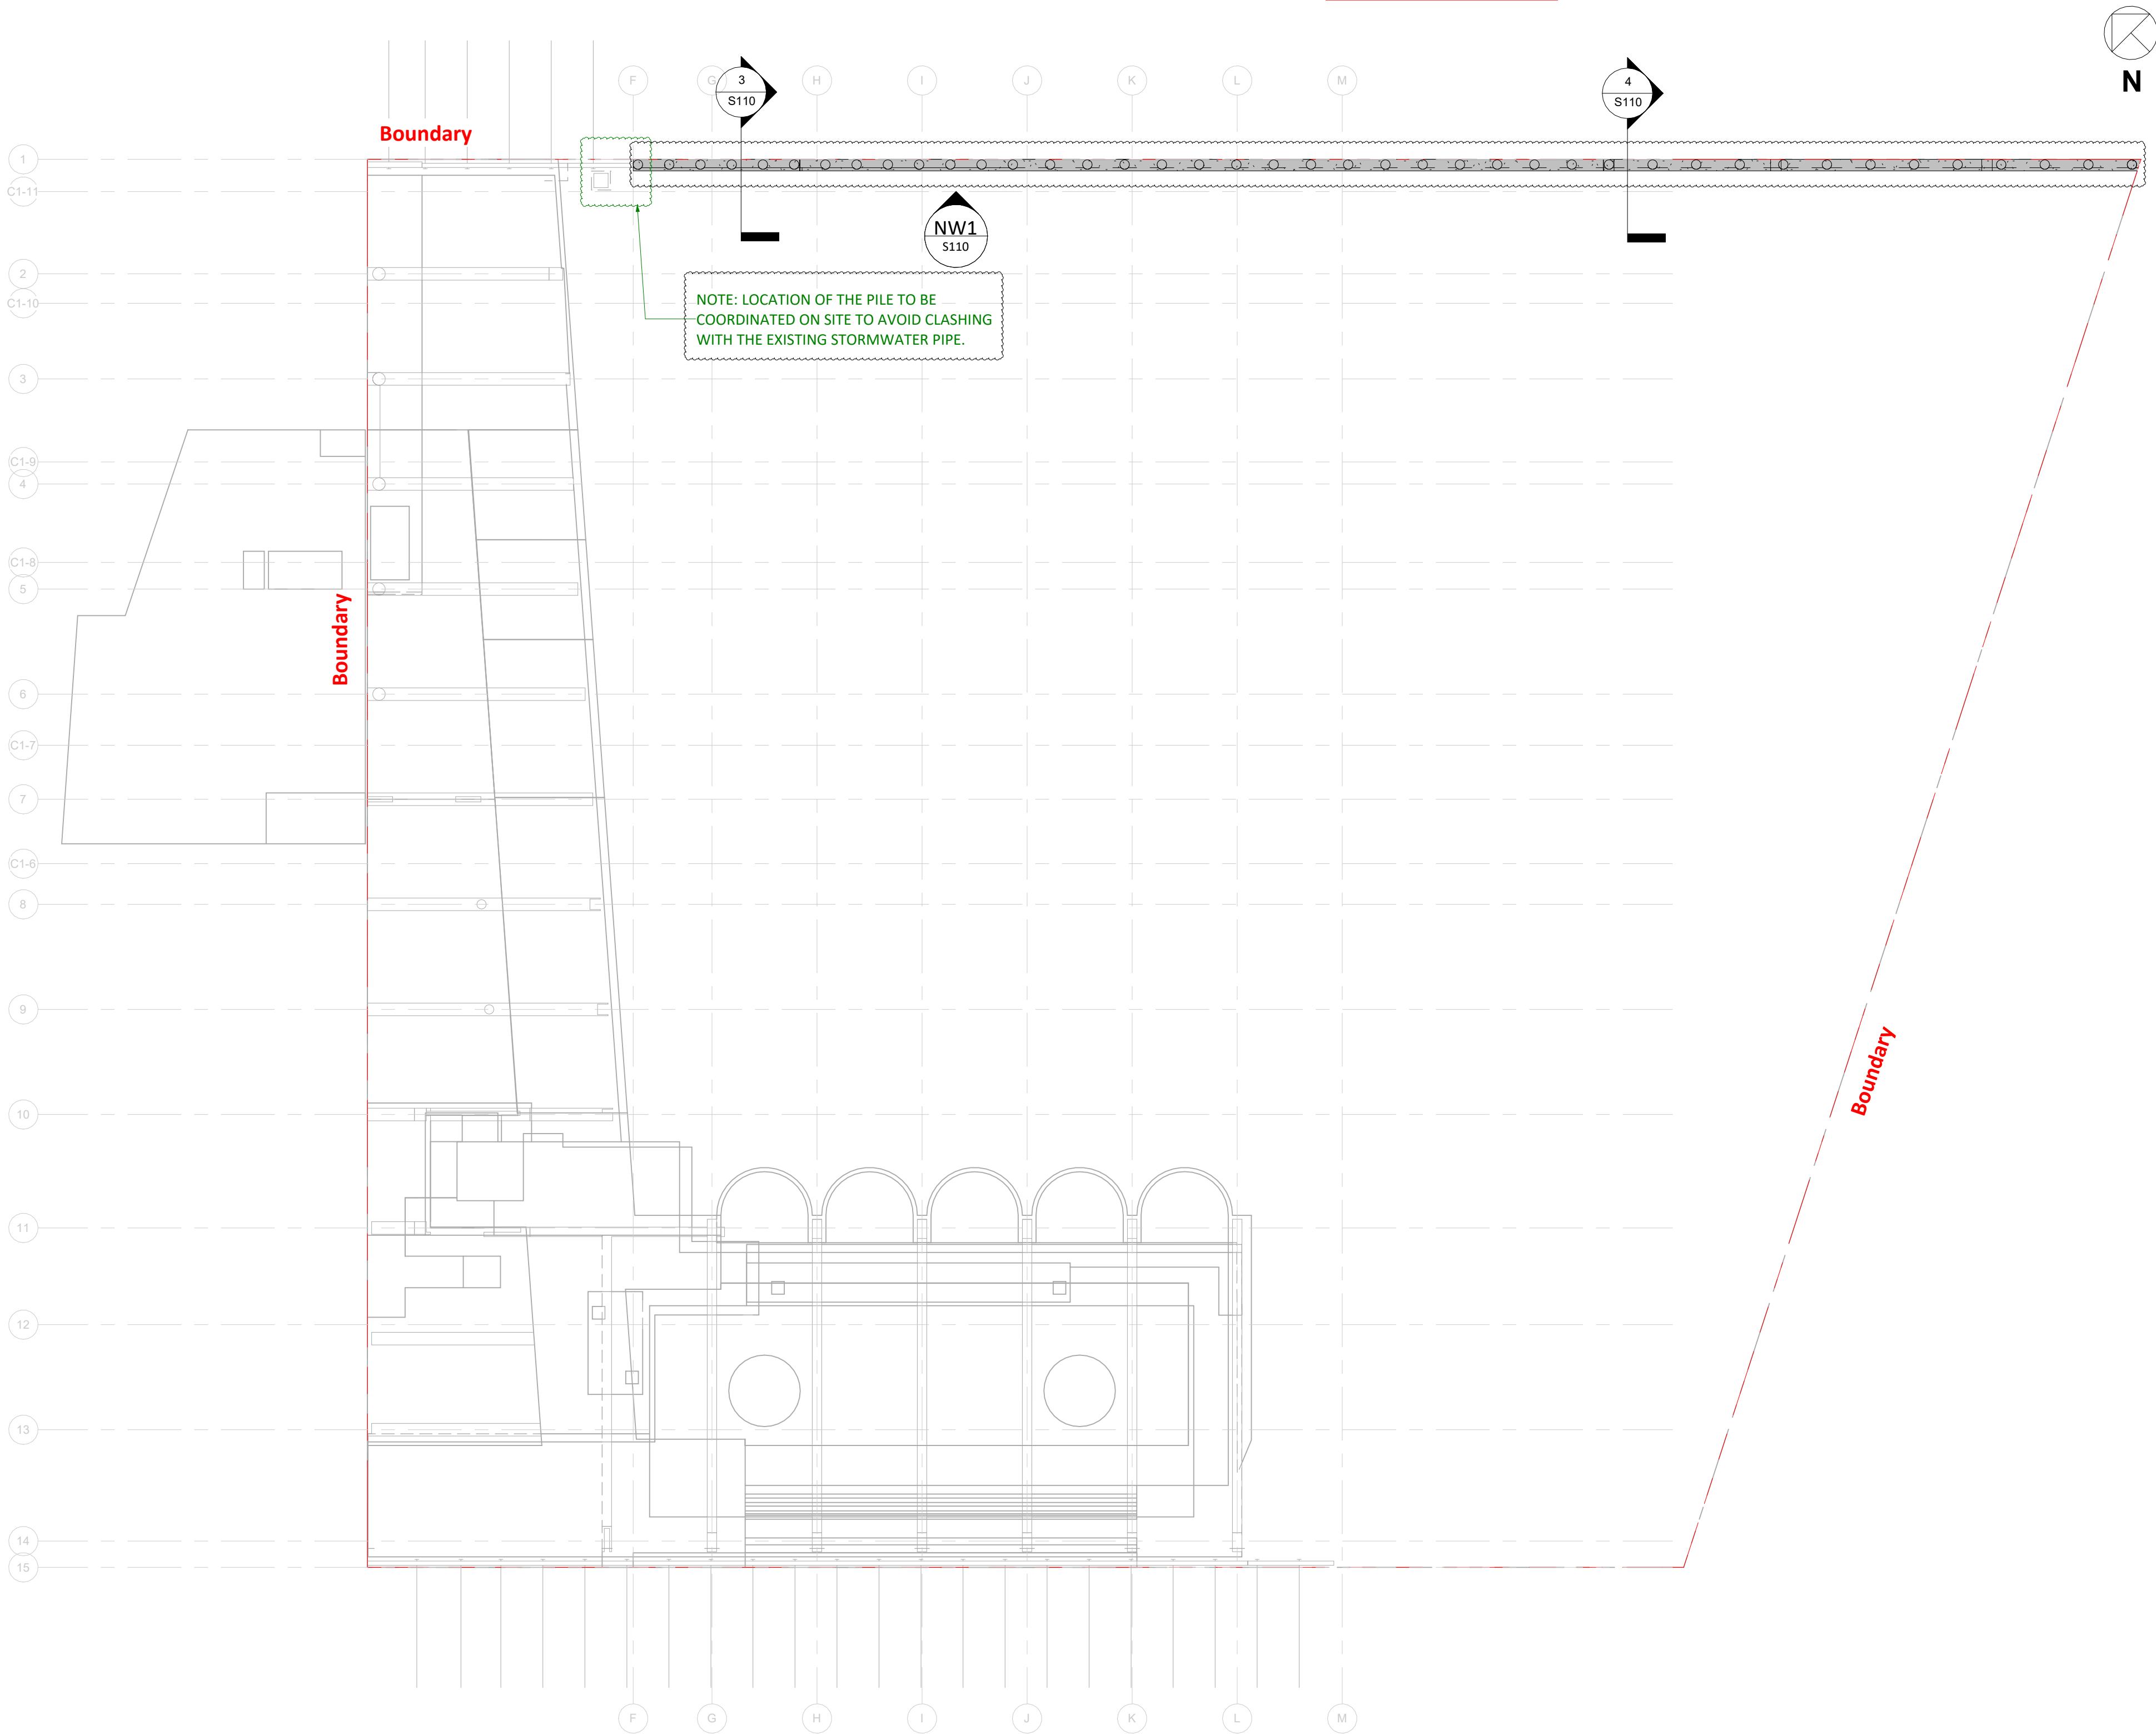 N
F
G
H
I
J
K
L
M
3
S110
4
S110
Boundary
1
C1-11
NW1
S110
2
C1-10
NOTE: LOCATION OF THE PILE TO BE
COORDINATED ON SITE TO AVOID CLASHING
WITH THE EXISTING STORMWATER PIPE.
3
C1-9
4
C1-8
5
Boundary
6
C1-7
7
C1-6
8
9
Boundary
10
11
12
13
14
15
F
G
H
I
J
K
L
M